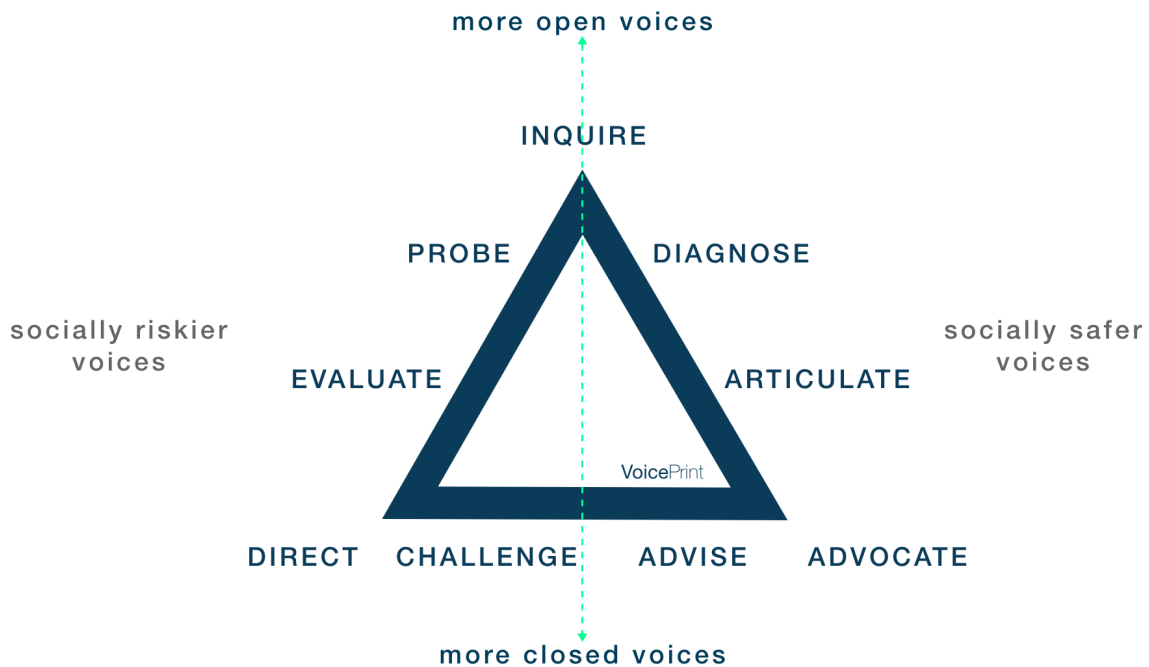 more open voices
INQUIRE
PROBE
DIAGNOSE
socially riskier
voices
socially safer
voices
EVALUATE
ARTICULATE
VoicePrint
DIRECT
CHALLENGE
ADVISE
ADVOCATE
more closed voices